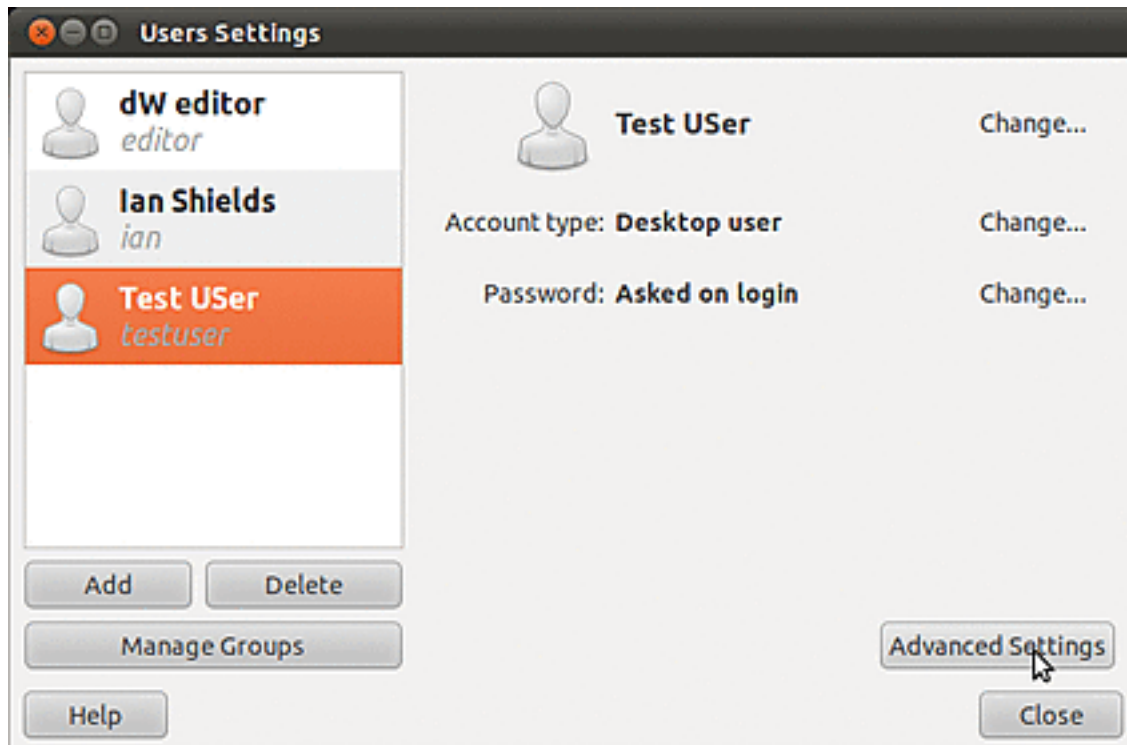 Users Settings
dW editor
editor
Ian Shields
ian
Test USer
testuser
Add Delete
Manage Groups
Help
Test USer Change...
Account type: Desktop user Change...
Password: Asked on login Change...
Advanced Settings
Close